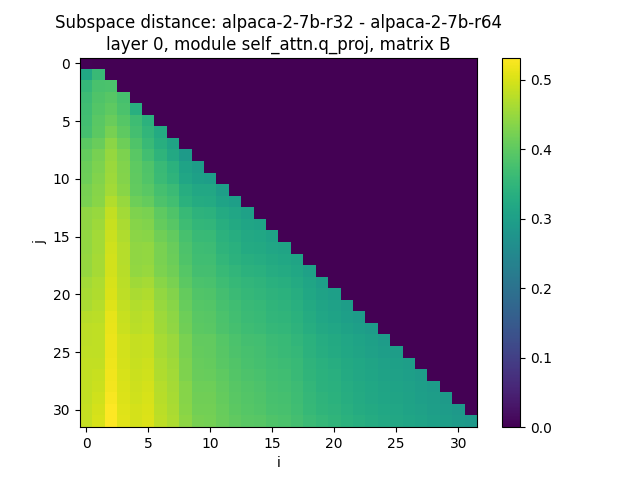 Subspace distance: alpaca-2-7b-r32 - alpaca-2-7b-r64
layer 0, module self_attn.q_proj, matrix B
0
5
10
15
20
25
30
j
0 5 10 15 20 25 30
i
0.5
0.4
0.3
0.2
0.1
0.0